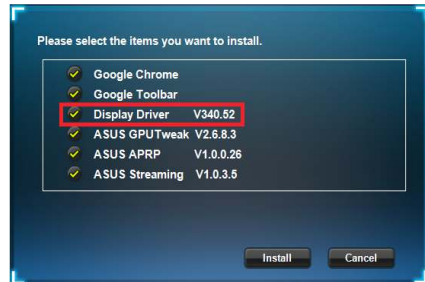 Please select the items you want to install.
Google Chrome
Google Toolbar
Display Driver V340.52
ASUS GPUTweak V2.6.8.3
ASUS APRP V1.0.0.26
ASUS Streaming V1.0.3.5
Install Cancel